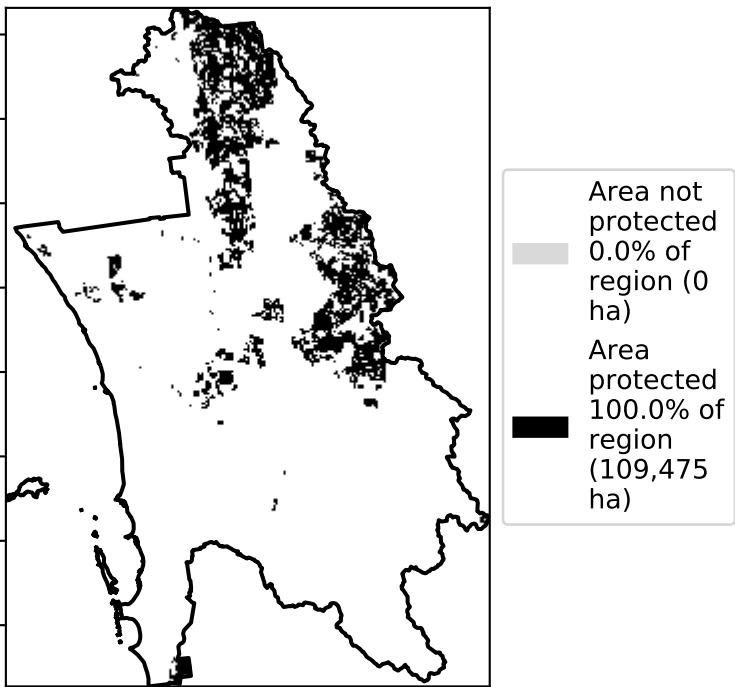 Area not
protected
0.0% of
region (0
ha)
Area
protected
100.0% of
region
(109,475
ha)